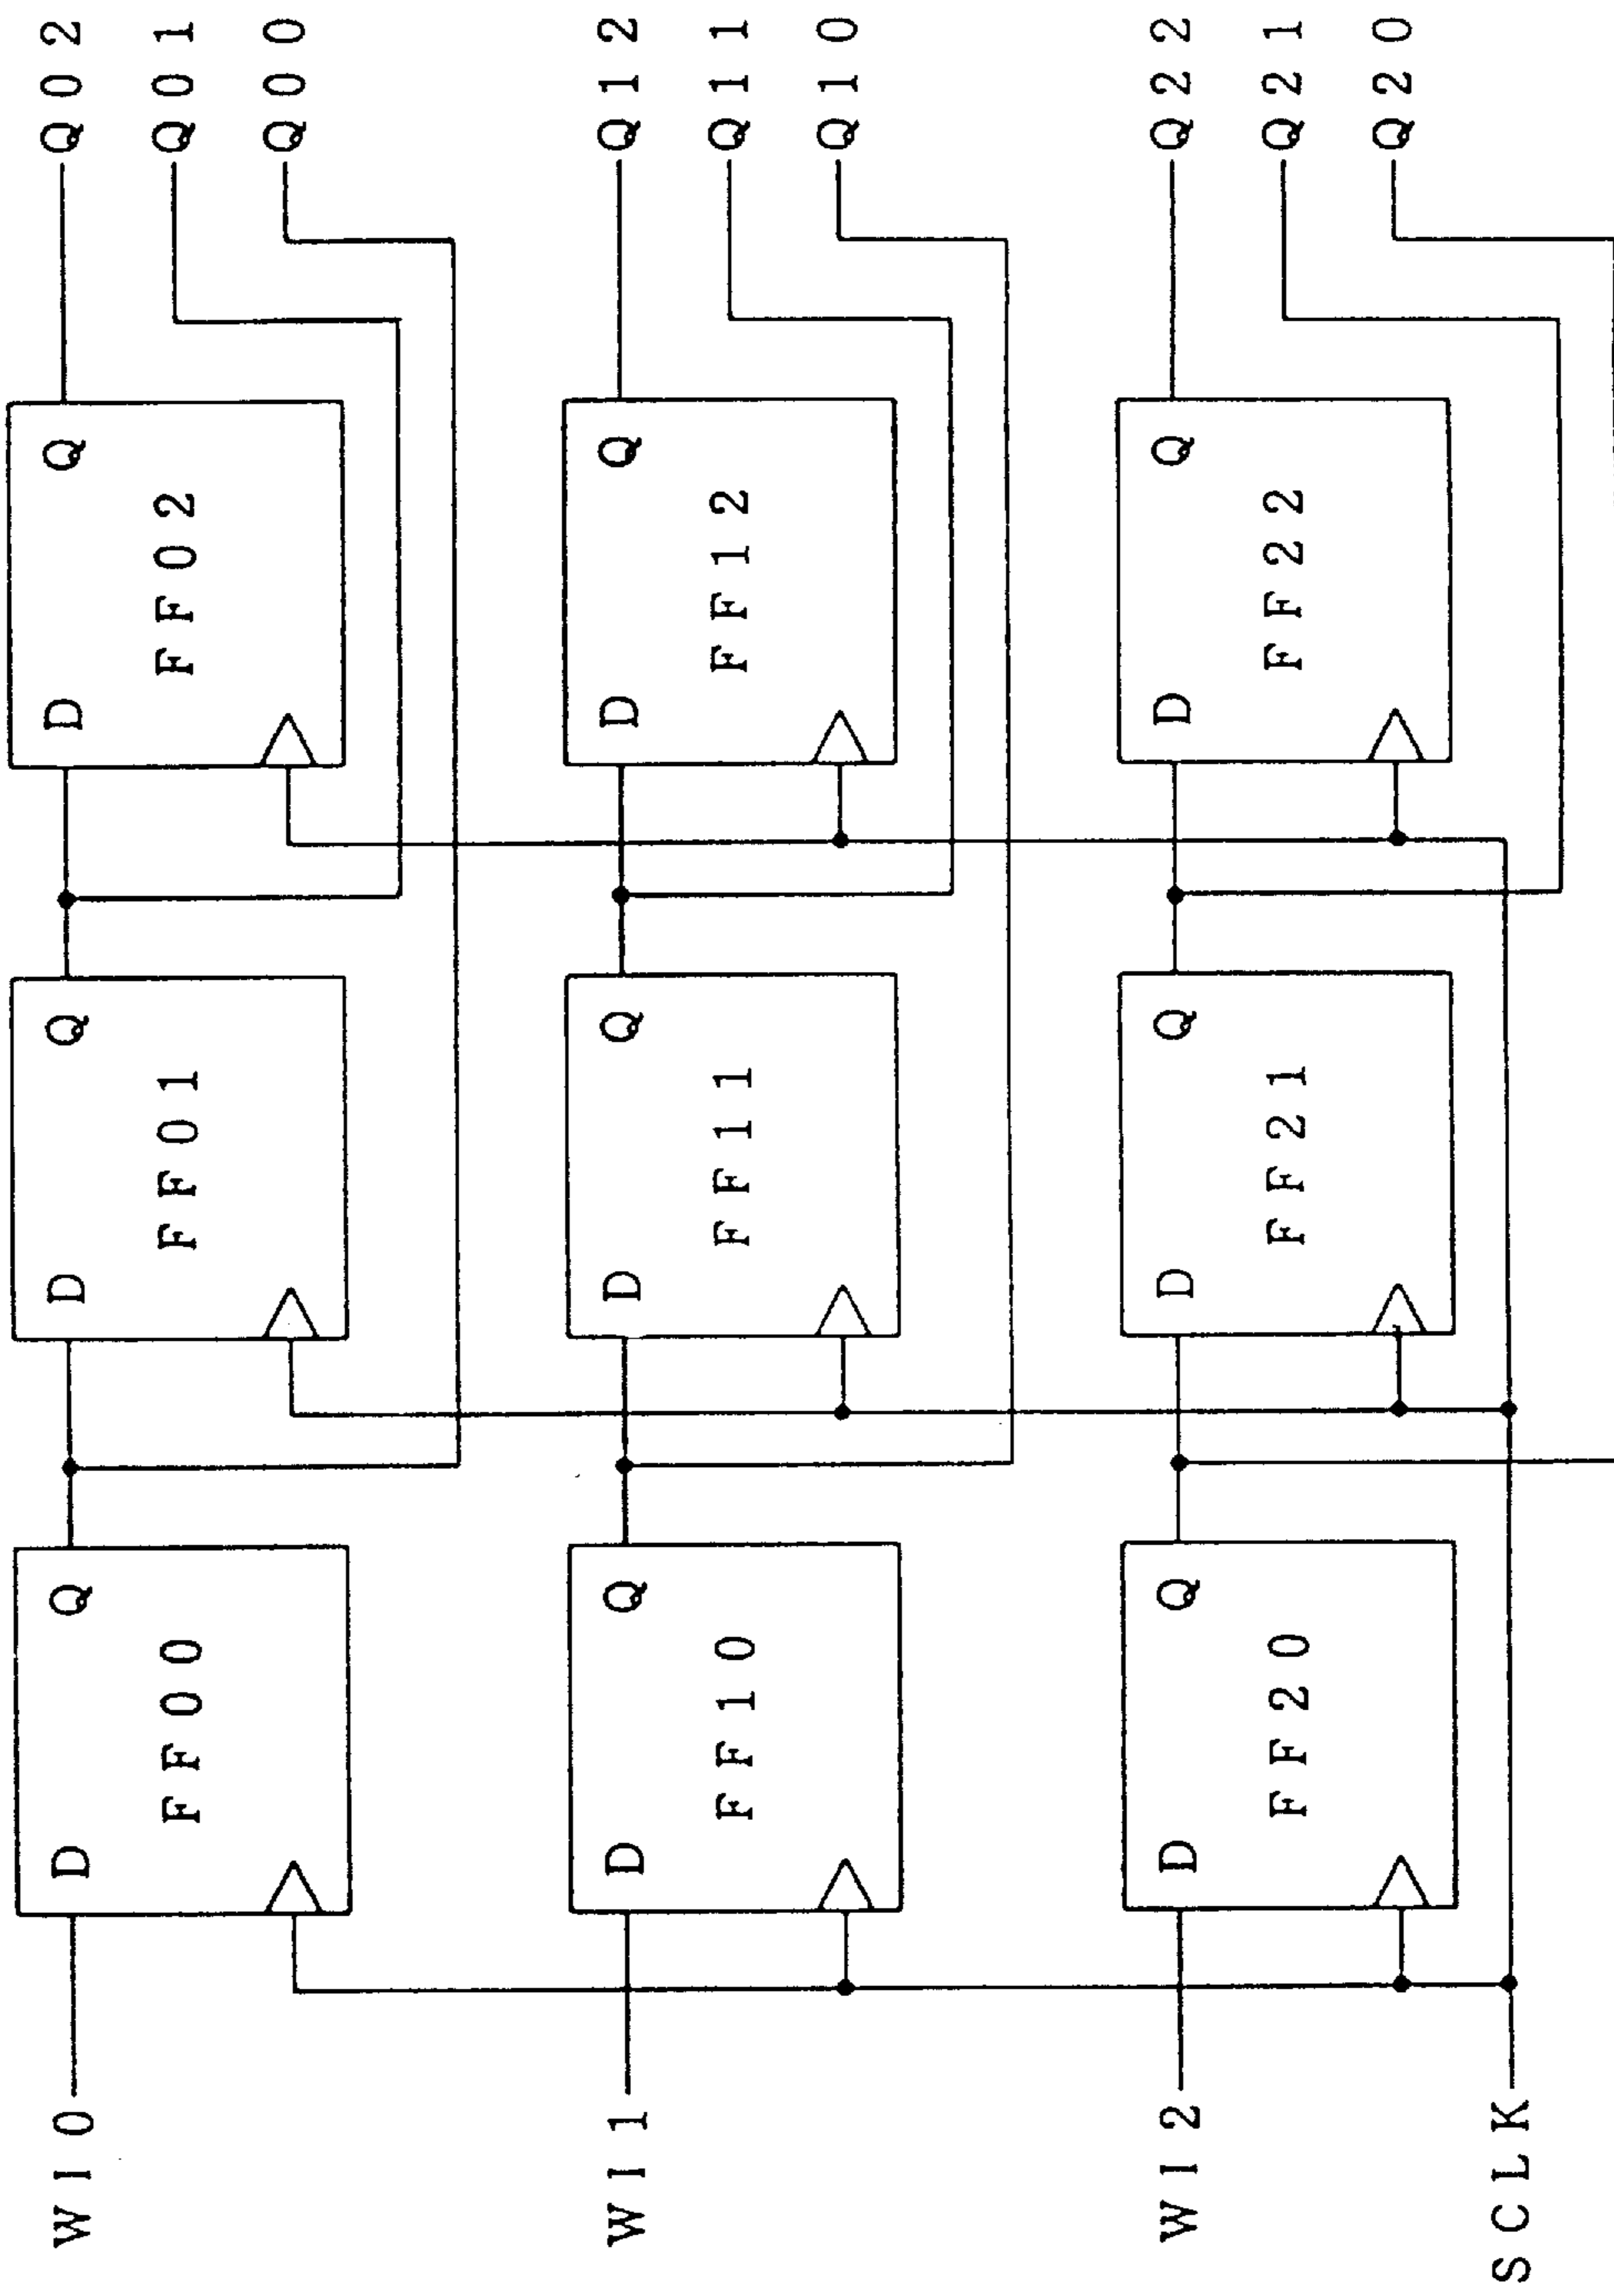 Q02
Q01
Q00
D Q
FF02
D Q
FF01
D Q
FF00
WI0
Q12
Q11
Q10
D Q
FF12
D Q
FF11
D Q
FF10
WI1
Q22
Q21
Q20
D Q
FF22
D Q
FF21
D Q
FF20
WI2
SCLK